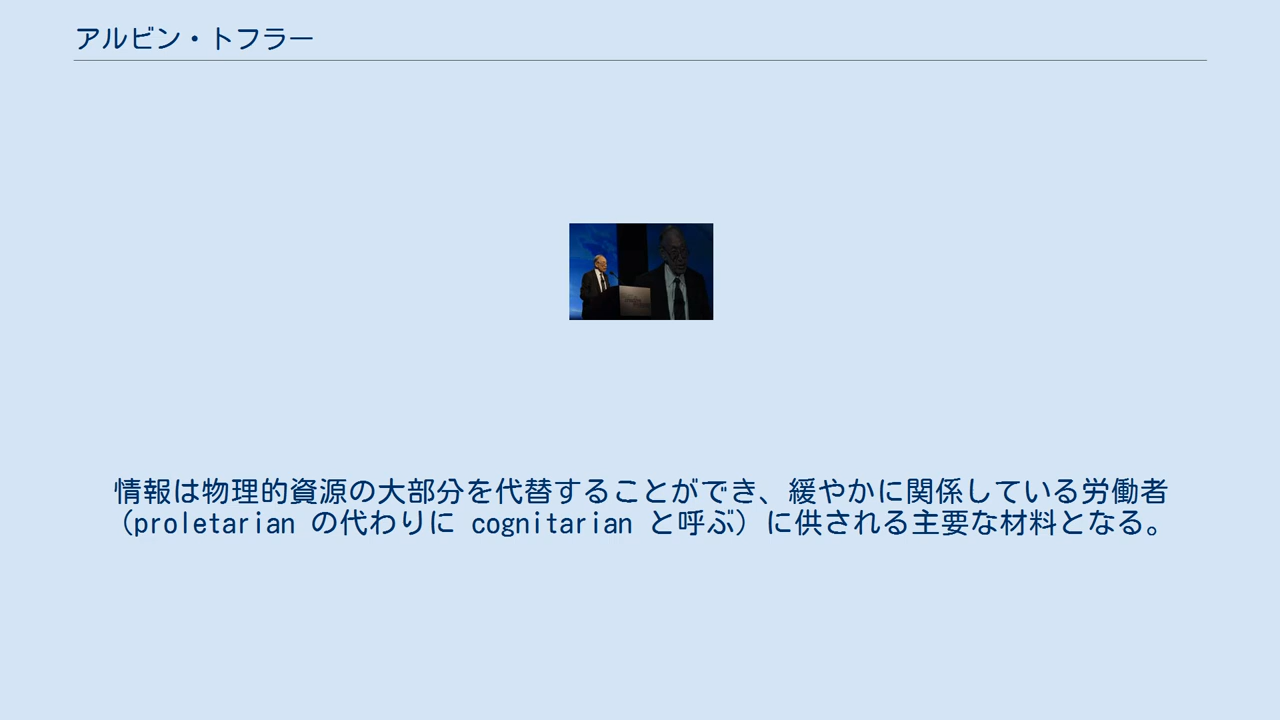 アルビン・トフラー
情報は物理的資源の大部分を代替することができ、緩やかに関係している労働者
（proletarian の代わりに cognitarian と呼ぶ）に供される主要な材料となる。